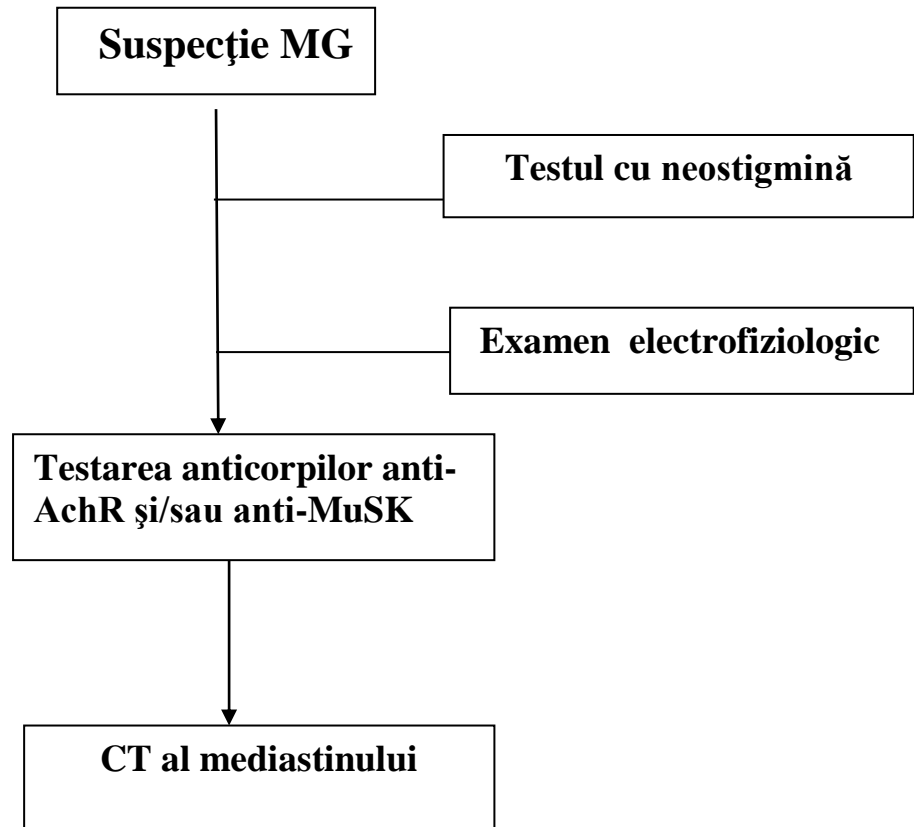 Suspecţie MG
Testul cu neostigmină
Examen electrofiziologic
Testarea anticorpilor anti-
AchR şi/sau anti-MuSK
CT al mediastinului